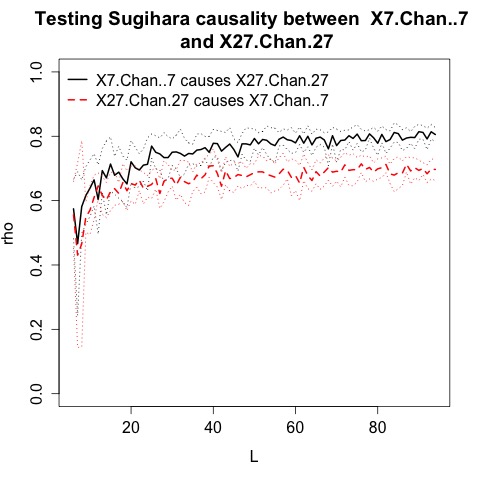 Testing Sugihara causality between  X7.Chan..7
and X27.Chan.27
X7.Chan..7 causes X27.Chan.27
X27.Chan.27 causes X7.Chan..7
1.0
0.8
0.6
0.4
0.2
0.0
rho
20 40 60 80
L